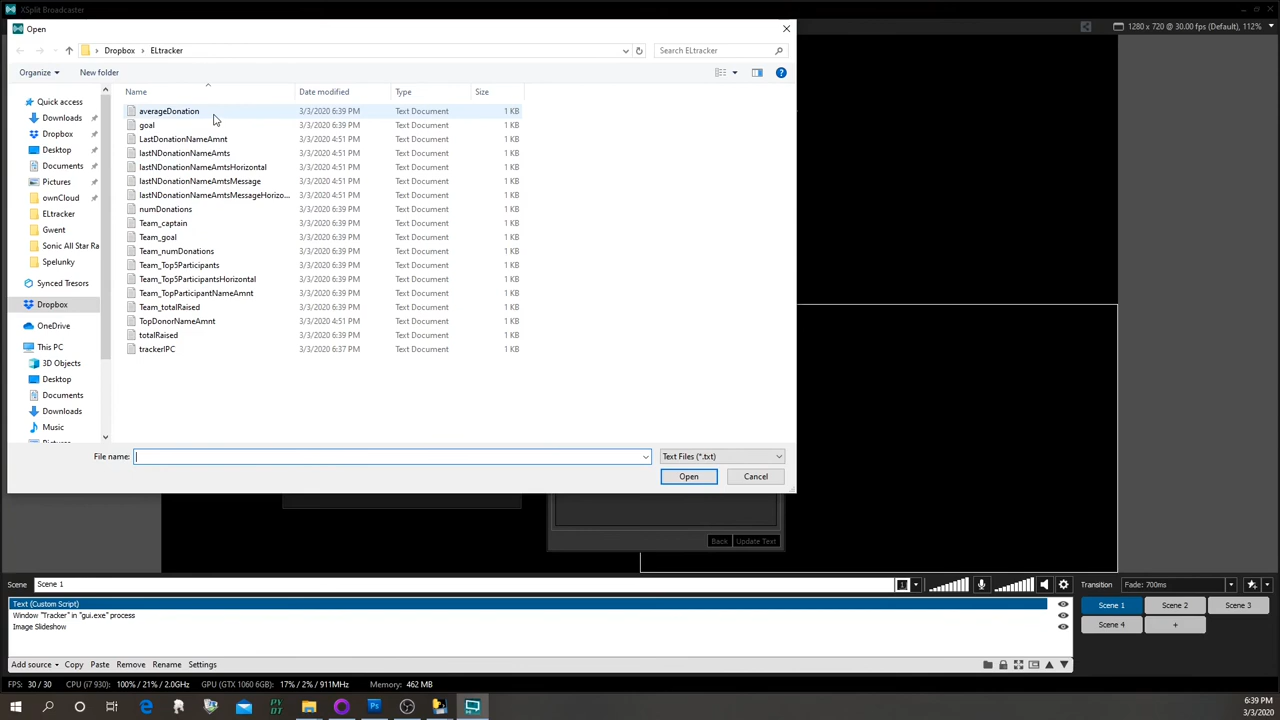 XSplit Broadcaster
1280 x 720 @ 30.00 fps (Default), 112%
Open
Dropbox
ELtracker
Search ELtracker
Organize
New folder
Name
Date modified
Type
Size
Quick access
Downloads
Dropbox
Desktop
Documents
Pictures
ownCloud
ELtracker
Gwent
Sonic All Star Ra
Spelunky
Synced Tresors
Dropbox
OneDrive
This PC
3D Objects
Desktop
Documents
Downloads
Music
averageDonation 3/3/2020 6:39 PM Text Document 1 KB
goal 3/3/2020 6:39 PM Text Document 1 KB
LastDonationNameAmnt 3/3/2020 4:51 PM Text Document 1 KB
lastNDonationNameAmts 3/3/2020 4:51 PM Text Document 1 KB
lastNDonationNameAmtsHorizontal 3/3/2020 4:51 PM Text Document 1 KB
lastNDonationNameAmtsMessage 3/3/2020 4:51 PM Text Document 1 KB
lastNDonationNameAmtsMessageHorizo... 3/3/2020 4:51 PM Text Document 1 KB
numDonations 3/3/2020 6:39 PM Text Document 1 KB
Team_captain 3/3/2020 6:39 PM Text Document 1 KB
Team_goal 3/3/2020 6:39 PM Text Document 1 KB
Team_numDonations 3/3/2020 6:39 PM Text Document 1 KB
Team_Top5Participants 3/3/2020 6:39 PM Text Document 1 KB
Team_Top5ParticipantsHorizontal 3/3/2020 6:39 PM Text Document 1 KB
Team_TopParticipantNameAmnt 3/3/2020 6:39 PM Text Document 1 KB
Team_totalRaised 3/3/2020 6:39 PM Text Document 1 KB
TopDonorNameAmnt 3/3/2020 4:51 PM Text Document 1 KB
totalRaised 3/3/2020 6:39 PM Text Document 1 KB
trackerIPC 3/3/2020 6:37 PM Text Document 1 KB
File name:
Text Files (*.txt)
Open
Cancel
Back
Update Text
Scene
Scene 1
1
Transition
Fade: 700ms
Text (Custom Script)
Window "Tracker" in "gui.exe" process
Image Slideshow
Scene 1
Scene 2
Scene 3
Scene 4
+
Add source
Copy
Paste
Remove
Rename
Settings
FPS: 30 / 30
CPU (i7 930): 100% / 21% / 2.0GHz
GPU (GTX 1060 6GB): 17% / 2% / 911MHz
Memory: 462 MB
6:39 PM
3/3/2020